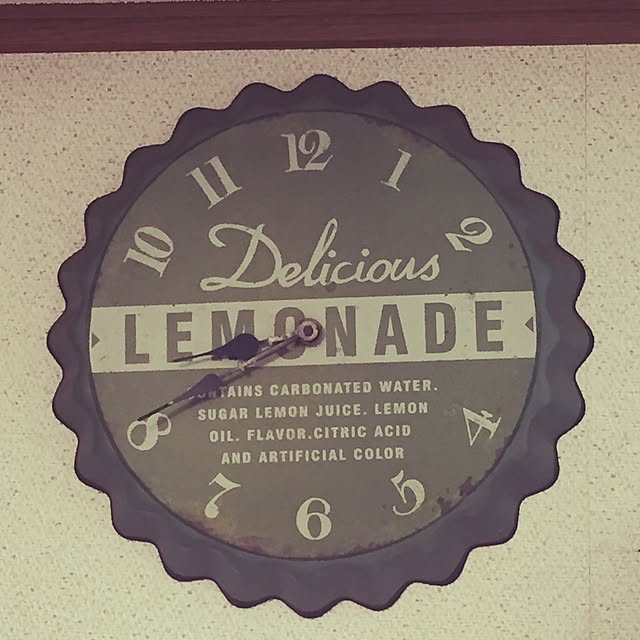 12
11
1
10
2
Delicious
LEMONADE
CONTAINS CARBONATED WATER.
SUGAR LEMON JUICE. LEMON
OIL. FLAVOR.CITRIC ACID
AND ARTIFICIAL COLOR
8
4
7
5
6